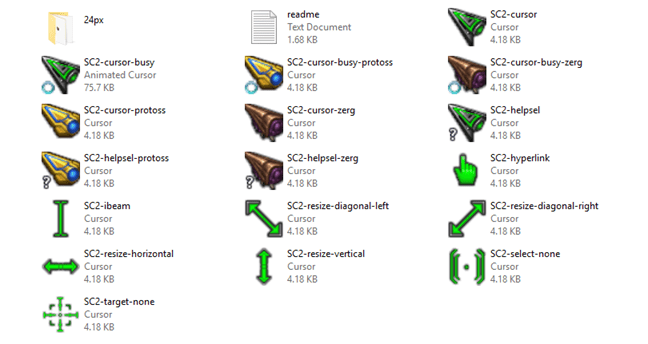 24px
readme
Text Document
1.68 KB
SC2-cursor
Cursor
4.18 KB
SC2-cursor-busy
Animated Cursor
75.7 KB
SC2-cursor-busy-protoss
Cursor
4.18 KB
SC2-cursor-busy-zerg
Cursor
4.18 KB
SC2-cursor-protoss
Cursor
4.18 KB
SC2-cursor-zerg
Cursor
4.18 KB
SC2-helpsel
Cursor
4.18 KB
SC2-helpsel-protoss
Cursor
4.18 KB
SC2-helpsel-zerg
Cursor
4.18 KB
SC2-hyperlink
Cursor
4.18 KB
SC2-ibeam
Cursor
4.18 KB
SC2-resize-diagonal-left
Cursor
4.18 KB
SC2-resize-diagonal-right
Cursor
4.18 KB
SC2-resize-horizontal
Cursor
4.18 KB
SC2-resize-vertical
Cursor
4.18 KB
SC2-select-none
Cursor
4.18 KB
SC2-target-none
Cursor
4.18 KB